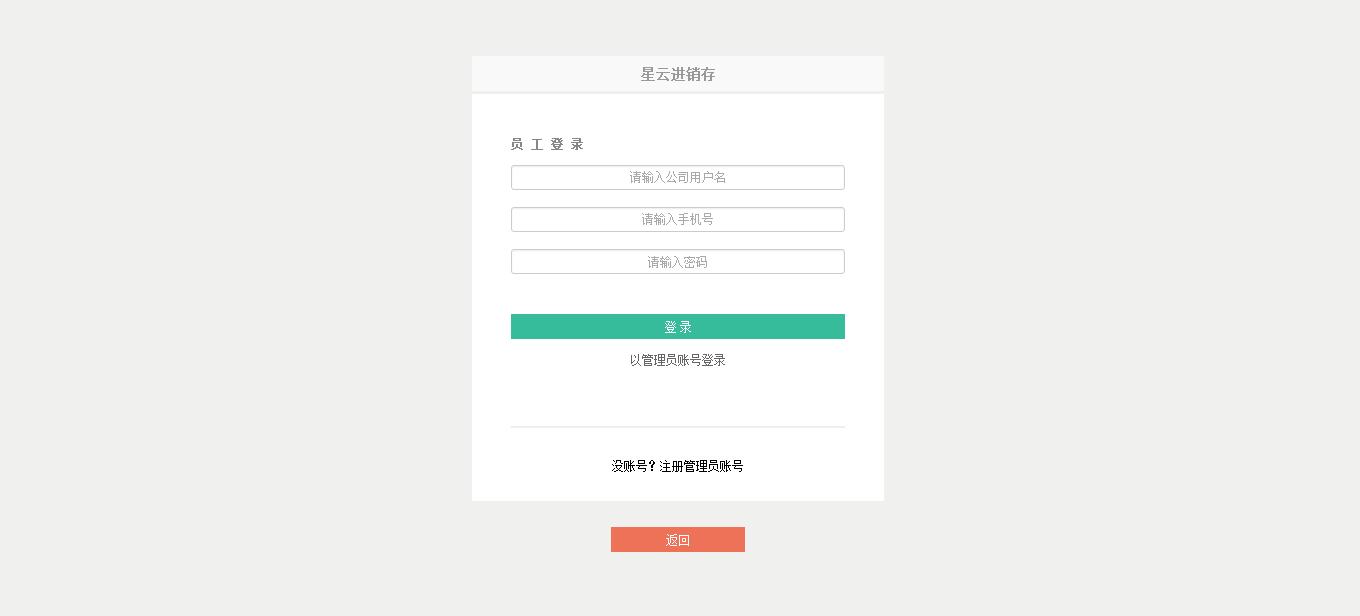 星云进销存
员 工 登 录
请输入公司用户名
请输入手机号
请输入密码
登 录
以管理员账号登录
没账号？注册管理员账号
返回